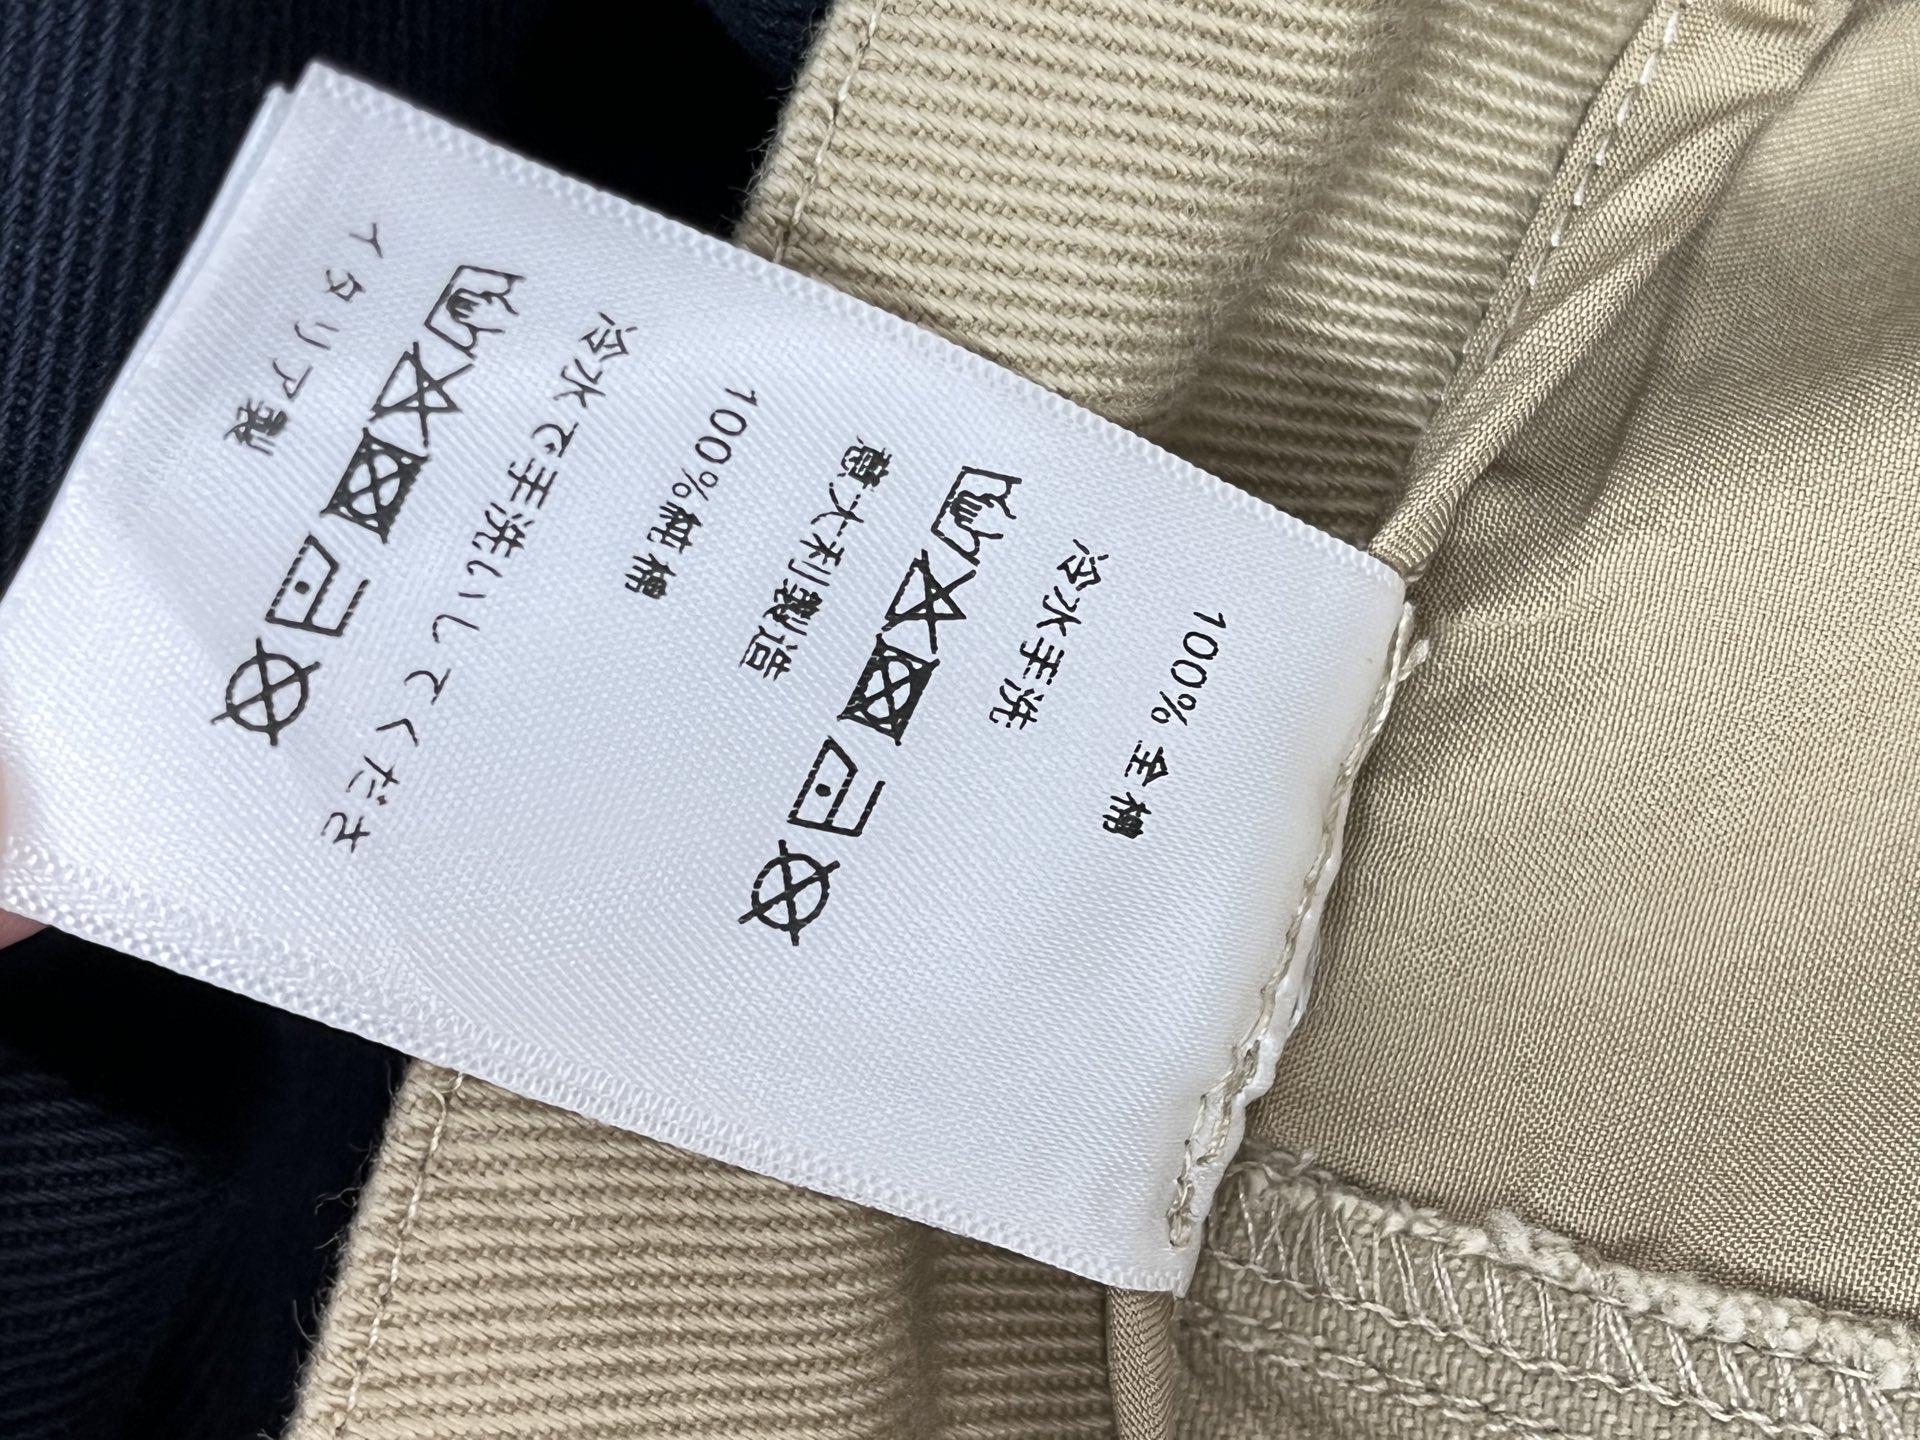 100% 全棉
冷水手洗
意大利製造
100%純棉
冷水で手洗いしてくださ
イタリア製